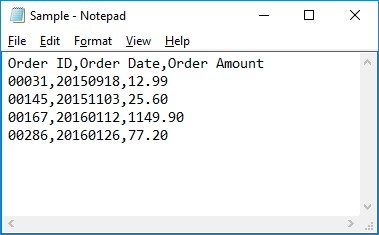 Sample - Notepad
File Edit Format View Help
Order ID,Order Date,Order Amount
00031,20150918,12.99
00145,20151103,25.60
00167,20160112,1149.90
00286,20160126,77.20